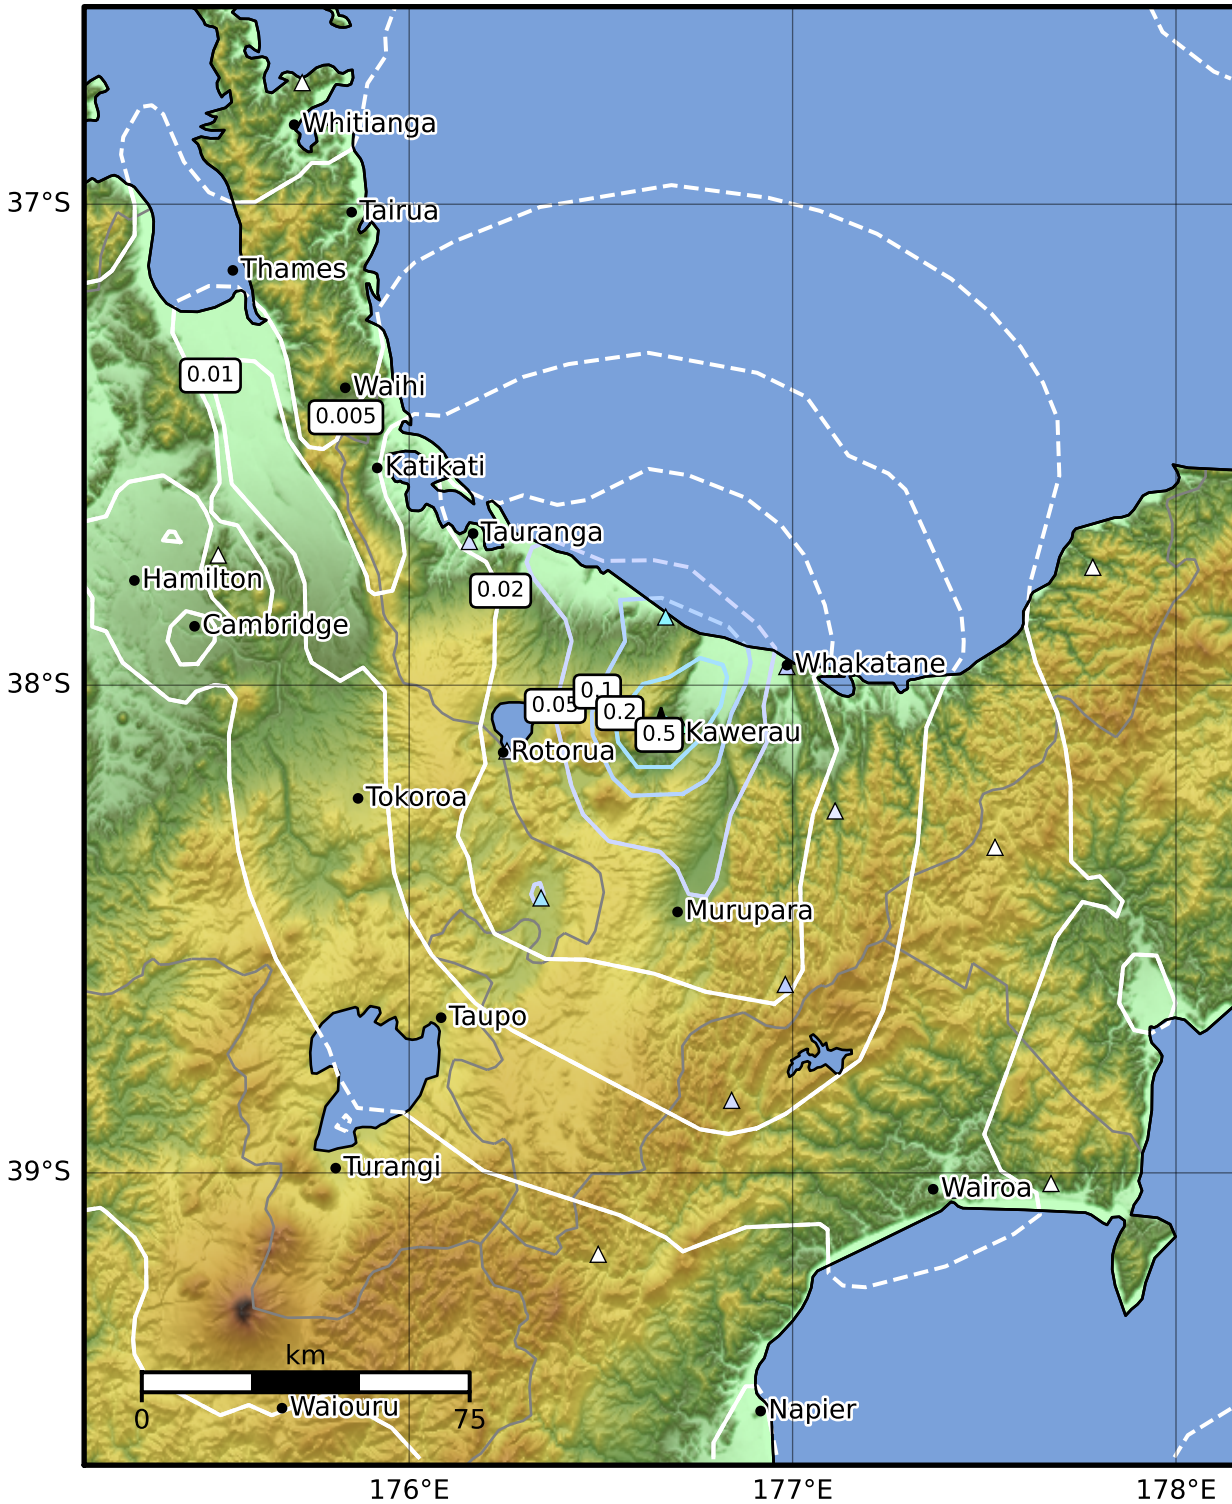 Whitianga
37°S
Tairua
Thames
0.01
Waihi
0.005
Katikati
Tauranga
Hamilton
0.02
Cambridge
Whakatane
38°S
0.05
0.1
0.2
0.5
Kawerau
Rotorua
Tokoroa
Murupara
Taupo
Turangi
39°S
Wairoa
km
0
75
Waiouru
Napier
176°E
177°E
178°E